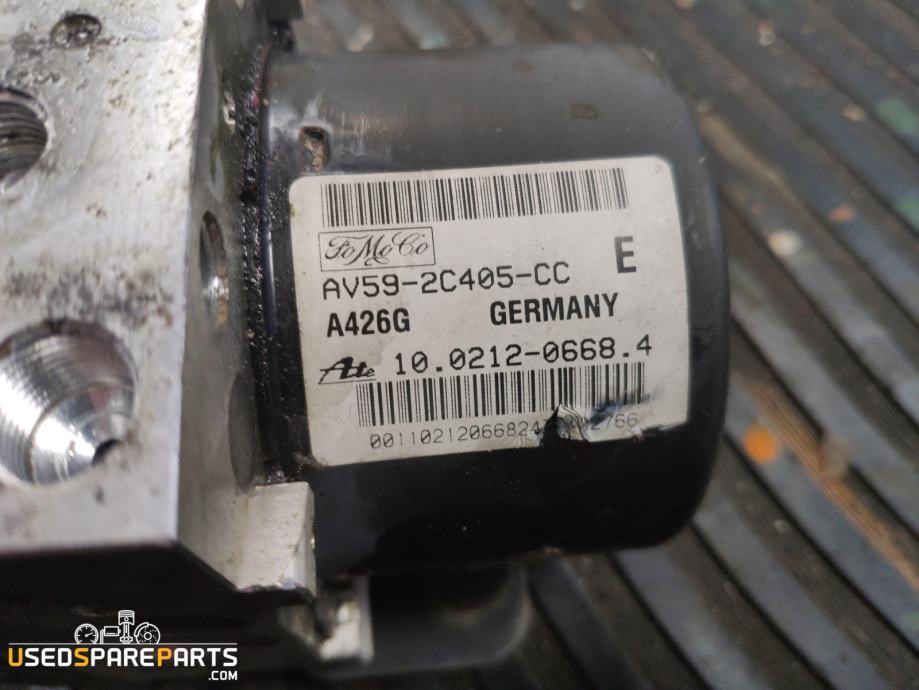 FoMoCo
AV59-2C405-CC E
A426G GERMANY
Ate 10.0212-0668.4
USEDSPAREPARTS
.COM